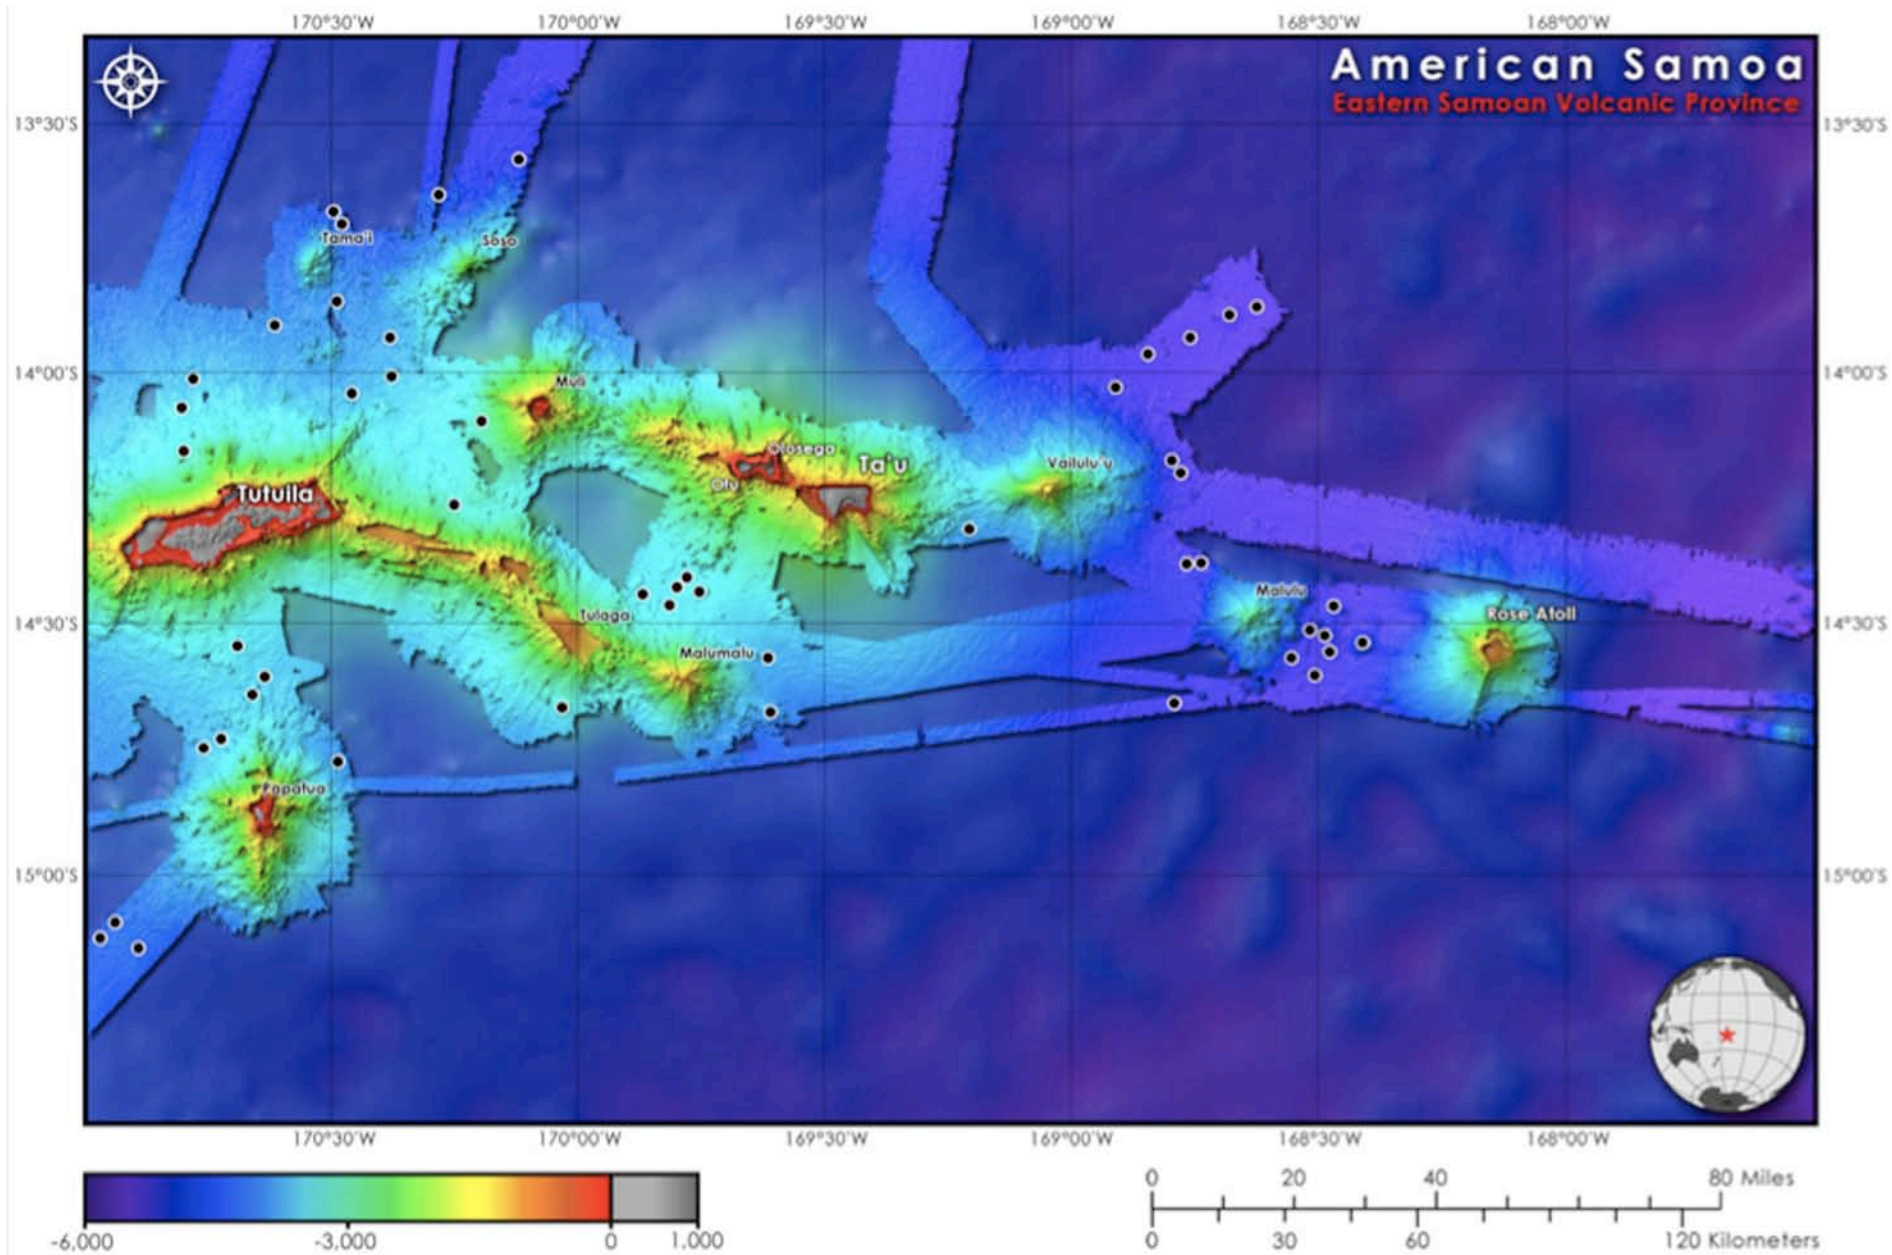 170°30'W 170°00'W 169°30'W 169°00'W 168°30'W 168°00'W
American Samoa
Eastern Samoan Volcanic Province
13°30'S 13°30'S
Tama'i Soso
14°00'S 14°00'S
Muli
Olosega
Ta'u
Vailulu'u
Ofu
Tutuila
Malulu
Rose Atoll
Tulaga
14°30'S 14°30'S
Malumalu
Papatua
15°00'S 15°00'S
170°30'W 170°00'W 169°30'W 169°00'W 168°30'W 168°00'W
0 20 40 80 Miles
-6,000 -3,000 0 1,000
0 30 60 120 Kilometers